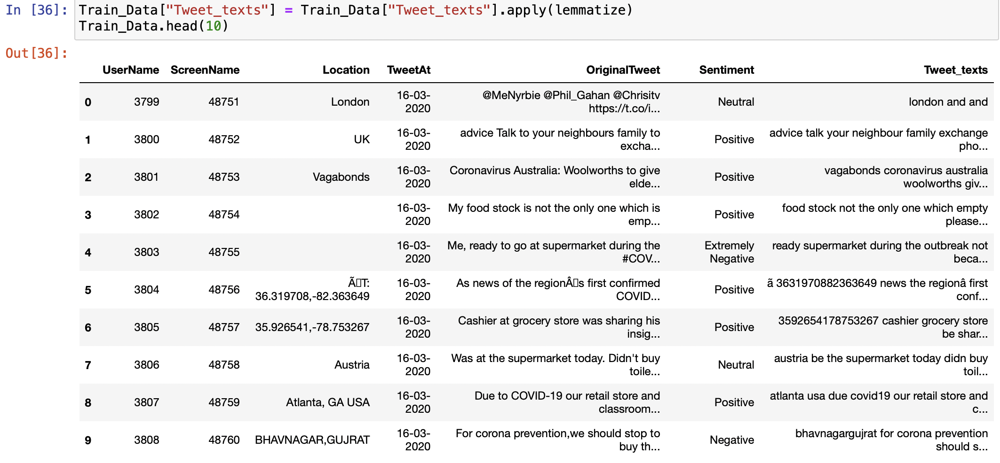 In [36]: Train_Data["Tweet_texts"] = Train_Data["Tweet_texts"].apply(lemmatize)
Train_Data.head(10)
Out[36]:
UserName ScreenName Location TweetAt OriginalTweet Sentiment Tweet_texts
0 3799 48751 London 16-03-2020 @MeNyrbie @Phil_Gahan @Chrisitv https://t.co/i... Neutral london and and
1 3800 48752 UK 16-03-2020 advice Talk to your neighbours family to excha... Positive advice talk your neighbour family exchange pho...
2 3801 48753 Vagabonds 16-03-2020 Coronavirus Australia: Woolworths to give elde... Positive vagabonds coronavirus australia woolworths giv...
3 3802 48754 16-03-2020 My food stock is not the only one which is emp... Positive food stock not the only one which empty please...
4 3803 48755 16-03-2020 Me, ready to go at supermarket during the #COV... Extremely Negative ready supermarket during the outbreak not beca...
5 3804 48756 Ã▯T: 36.319708,-82.363649 16-03-2020 As news of the regionÂ▯s first confirmed COVID... Positive ã 3631970882363649 news the regionâ first conf...
6 3805 48757 35.926541,-78.753267 16-03-2020 Cashier at grocery store was sharing his insig... Positive 3592654178753267 cashier grocery store be shar...
7 3806 48758 Austria 16-03-2020 Was at the supermarket today. Didn't buy toile... Neutral austria be the supermarket today didn buy toil...
8 3807 48759 Atlanta, GA USA 16-03-2020 Due to COVID-19 our retail store and classroom... Positive atlanta usa due covid19 our retail store and c...
9 3808 48760 BHAVNAGAR,GUJRAT 16-03-2020 For corona prevention,we should stop to buy th... Negative bhavnagargujrat for corona prevention should s...